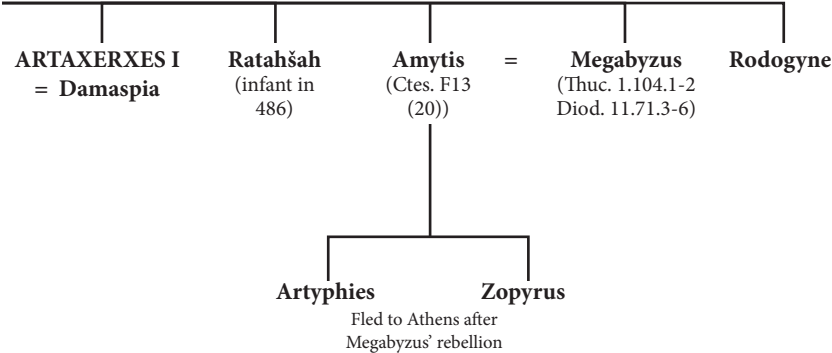 ARTAXERXES I
= Damaspia
Ratahšah
(infant in
486)
Amytis
(Ctes. F13
(20))
=
Megabyzus
(Thuc. 1.104.1-2
Diod. 11.71.3-6)
Rodogyne
Artyphies
Zopyrus
Fled to Athens after
Megabyzus’ rebellion